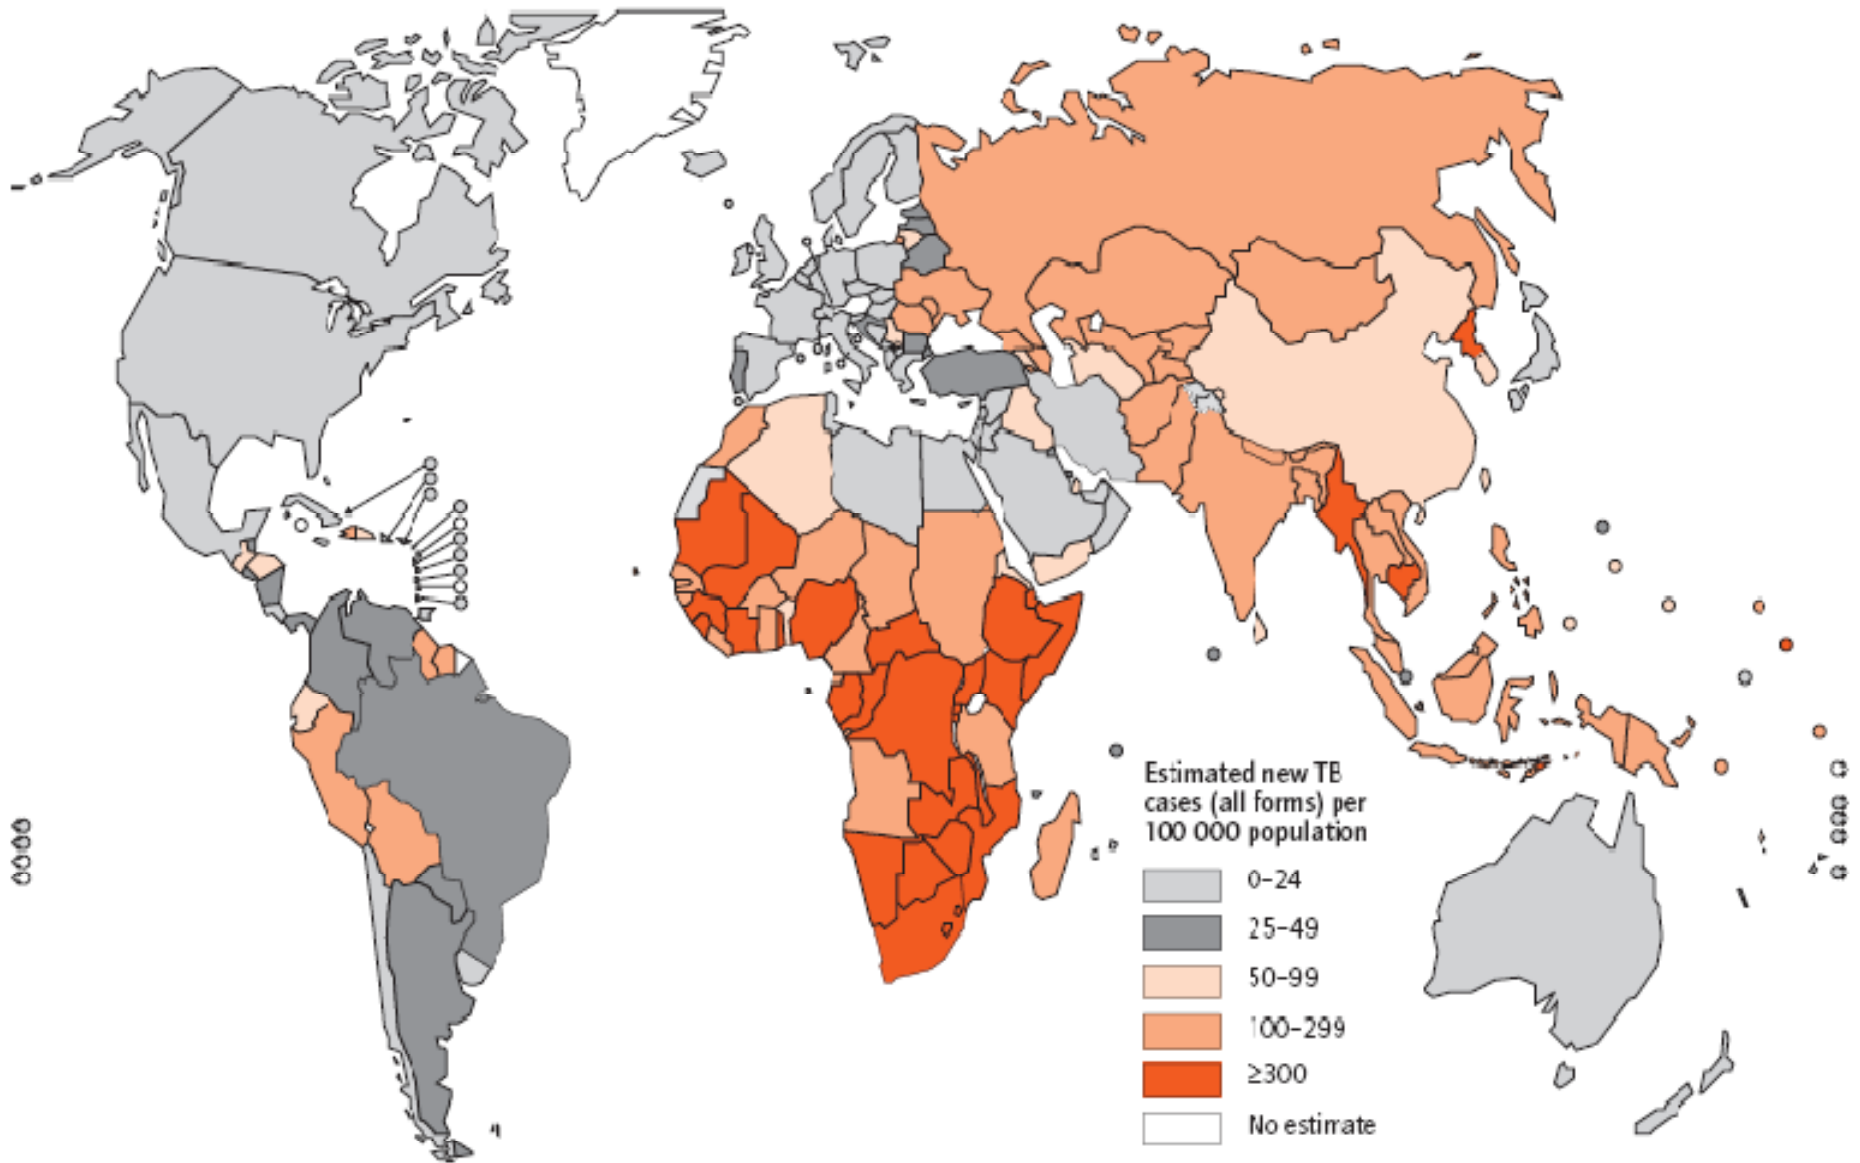 Estimated new TB
cases (all forms) per
100 000 population
0–24
25–49
50–99
100–299
≥300
No estimate